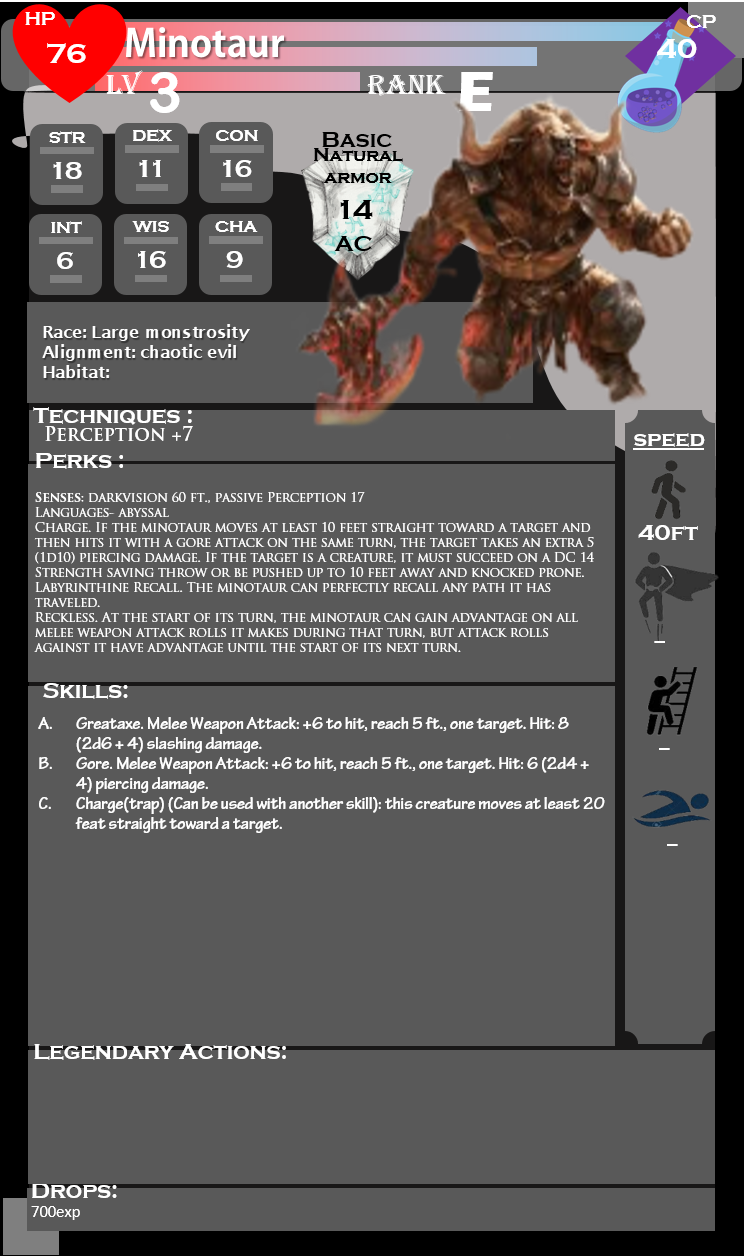 HP
76
Minotaur
CP
40
LV 3
RANK E
STR
18
DEX
11
CON
16
INT
6
WIS
16
CHA
9
BASIC
NATURAL
ARMOR
14
AC
Race: Large monstrosity
Alignment: chaotic evil
Habitat:
TECHNIQUES :
PERCEPTION +7
PERKS :
SENSES: DARKVISION 60 FT., PASSIVE PERCEPTION 17
LANGUAGES- ABYSSAL
CHARGE. IF THE MINOTAUR MOVES AT LEAST 10 FEET STRAIGHT TOWARD A TARGET AND
THEN HITS IT WITH A GORE ATTACK ON THE SAME TURN, THE TARGET TAKES AN EXTRA 5
(1D10) PIERCING DAMAGE. IF THE TARGET IS A CREATURE, IT MUST SUCCEED ON A DC 14
STRENGTH SAVING THROW OR BE PUSHED UP TO 10 FEET AWAY AND KNOCKED PRONE.
LABYRINTHINE RECALL. THE MINOTAUR CAN PERFECTLY RECALL ANY PATH IT HAS
TRAVELED.
RECKLESS. AT THE START OF ITS TURN, THE MINOTAUR CAN GAIN ADVANTAGE ON ALL
MELEE WEAPON ATTACK ROLLS IT MAKES DURING THAT TURN, BUT ATTACK ROLLS
AGAINST IT HAVE ADVANTAGE UNTIL THE START OF ITS NEXT TURN.
SPEED
40FT
–
–
–
SKILLS:
A. Greataxe. Melee Weapon Attack: +6 to hit, reach 5 ft., one target. Hit: 8
(2d6 + 4) slashing damage.
B. Gore. Melee Weapon Attack: +6 to hit, reach 5 ft., one target. Hit: 6 (2d4 +
4) piercing damage.
C. Charge(trap) (Can be used with another skill): this creature moves at least 20
feat straight toward a target.
LEGENDARY ACTIONS:
DROPS:
700exp